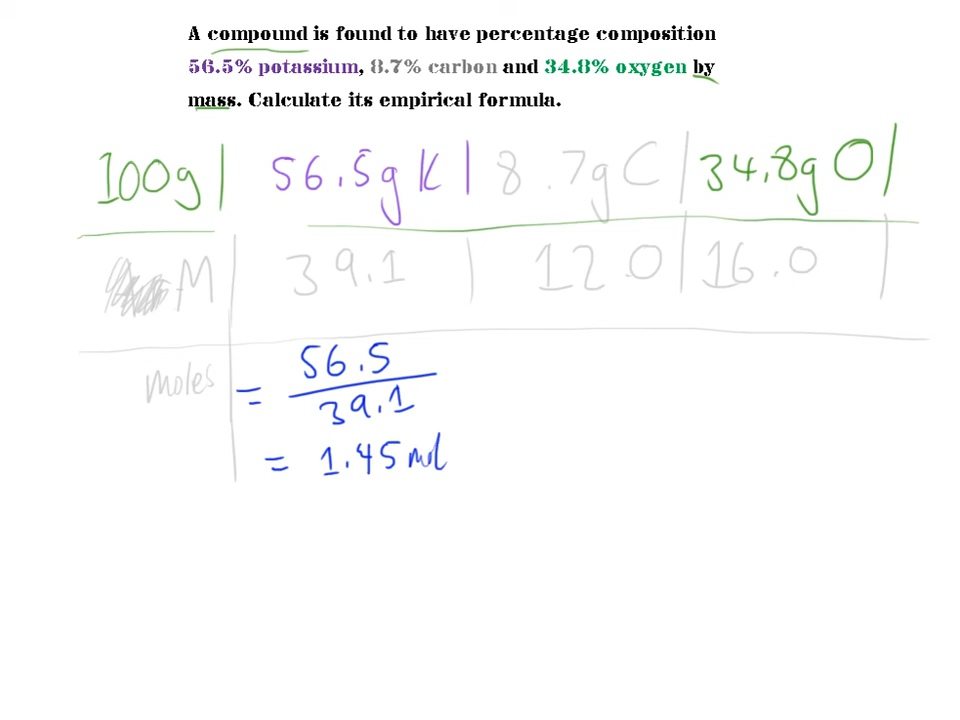 A compound is found to have percentage composition
56.5% potassium, 8.7% carbon and 34.8% oxygen by
mass. Calculate its empirical formula.
100g | 56.5g K | 8.7g C | 34.8g O |
M | 39.1 | 12.0 | 16.0 |
moles = 56.5
39.1
= 1.45 mol